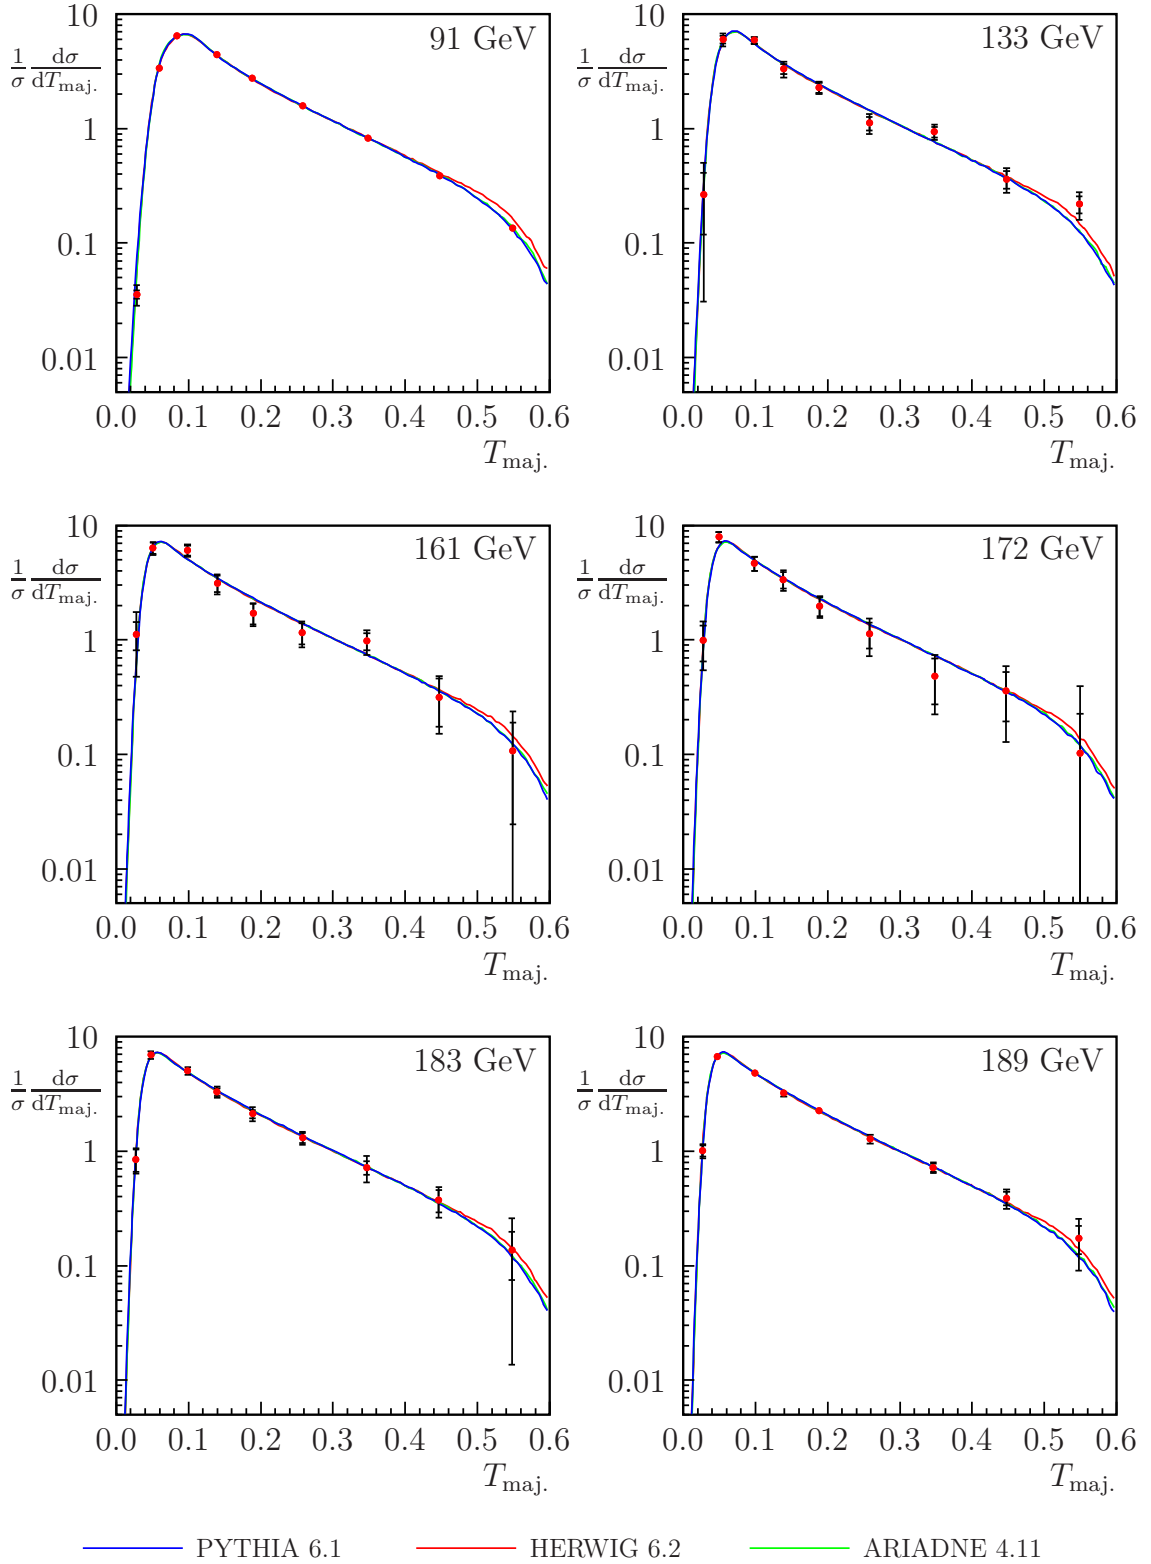 10 91 GeV
1/σ dσ/dT_maj.
1
0.1
0.01
0.0 0.1 0.2 0.3 0.4 0.5 0.6
T_maj.
10 133 GeV
1/σ dσ/dT_maj.
1
0.1
0.01
0.0 0.1 0.2 0.3 0.4 0.5 0.6
T_maj.
10 161 GeV
1/σ dσ/dT_maj.
1
0.1
0.01
0.0 0.1 0.2 0.3 0.4 0.5 0.6
T_maj.
10 172 GeV
1/σ dσ/dT_maj.
1
0.1
0.01
0.0 0.1 0.2 0.3 0.4 0.5 0.6
T_maj.
10 183 GeV
1/σ dσ/dT_maj.
1
0.1
0.01
0.0 0.1 0.2 0.3 0.4 0.5 0.6
T_maj.
10 189 GeV
1/σ dσ/dT_maj.
1
0.1
0.01
0.0 0.1 0.2 0.3 0.4 0.5 0.6
T_maj.
PYTHIA 6.1 HERWIG 6.2 ARIADNE 4.11